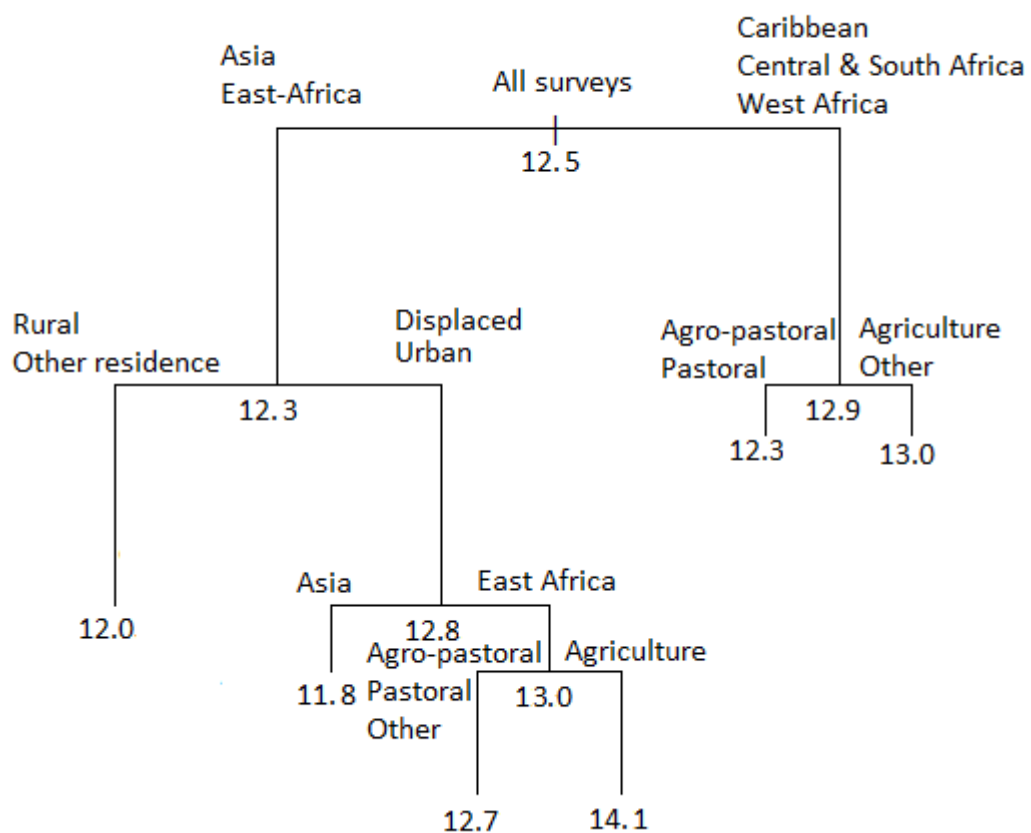 Asia
East-Africa
All surveys
Caribbean
Central & South Africa
West Africa
12.5
Rural
Other residence
Displaced
Urban
Agro-pastoral
Pastoral
Agriculture
Other
12.3
12.9
12.3
13.0
Asia
East Africa
12.0
12.8
Agro-pastoral
Pastoral
Other
Agriculture
11.8
13.0
12.7
14.1